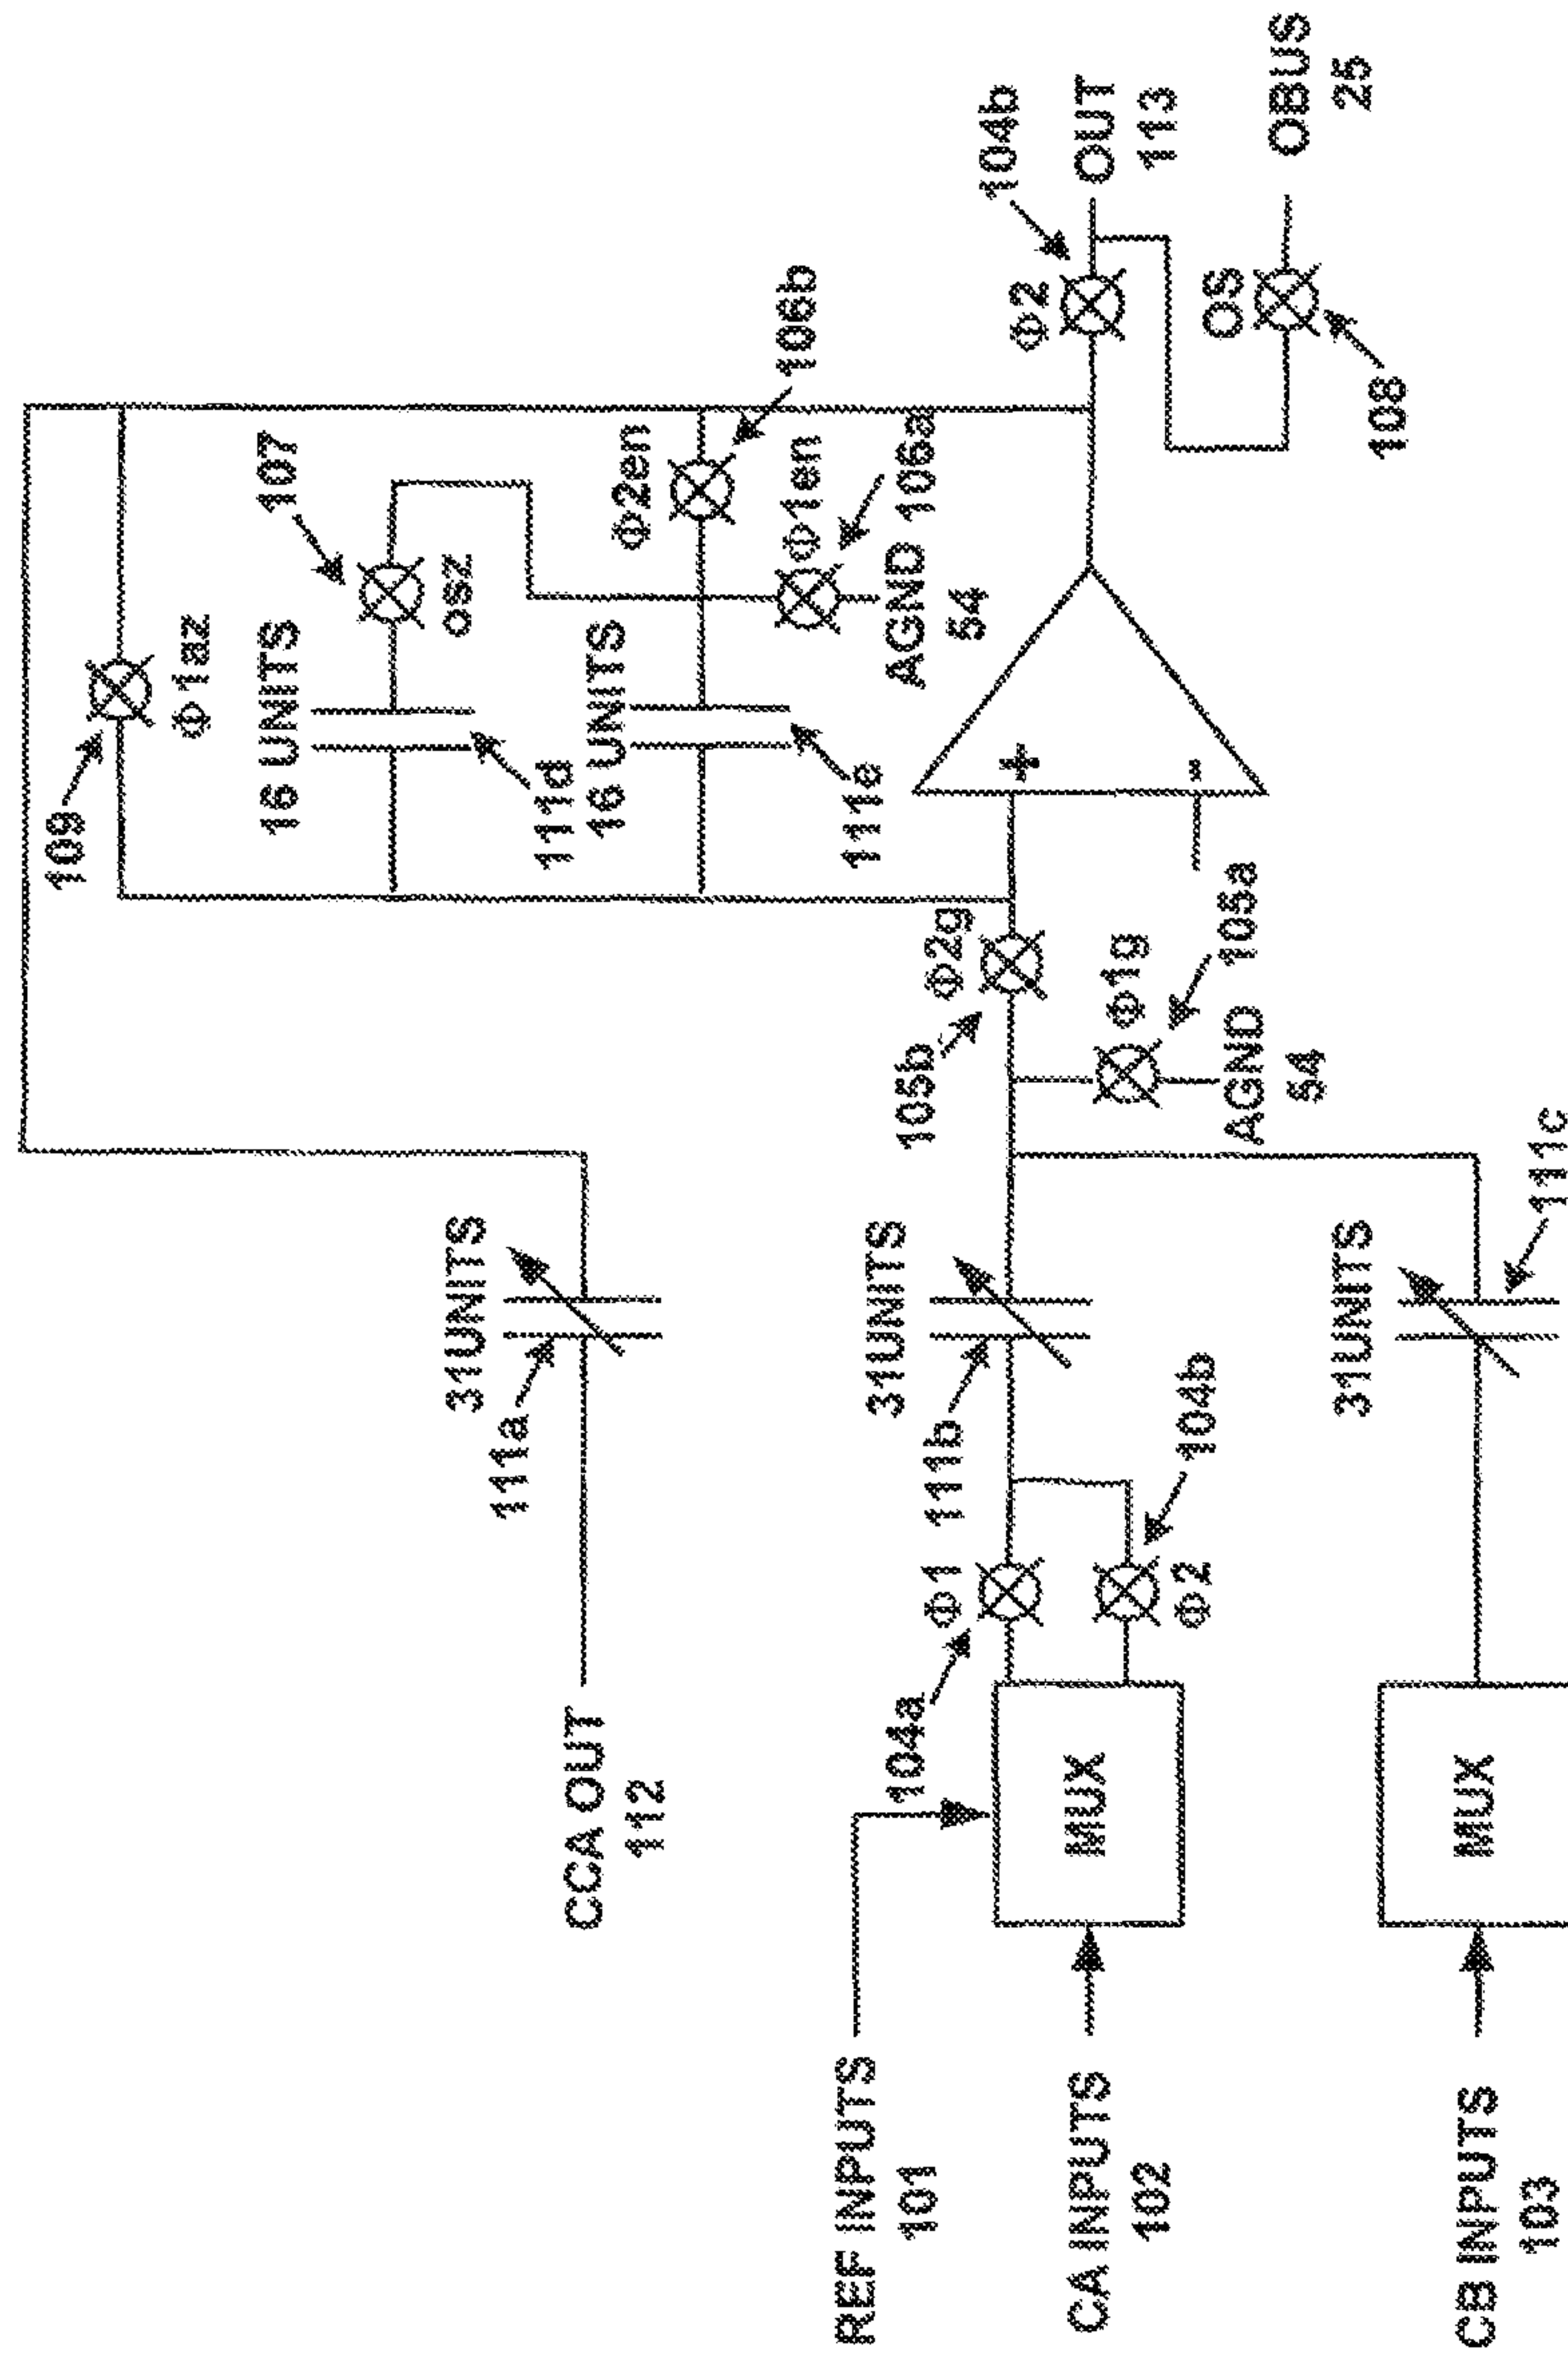 109
Φ1az
16 UNITS
107
osz
111d
16 UNITS
Φ2en
106b
111e
Φ1en
106a
AGND
54
31UNITS
111a
CCA OUT
112
Φ2
104b
OUT
113
OS
108
OBUS
25
+
-
105b
Φ2g
Φ1g
105a
AGND
54
31UNITS
111b
Φ1
104a
104b
Φ2
MUX
REF INPUTS
101
CA INPUTS
102
31UNITS
111c
MUX
CB INPUTS
103